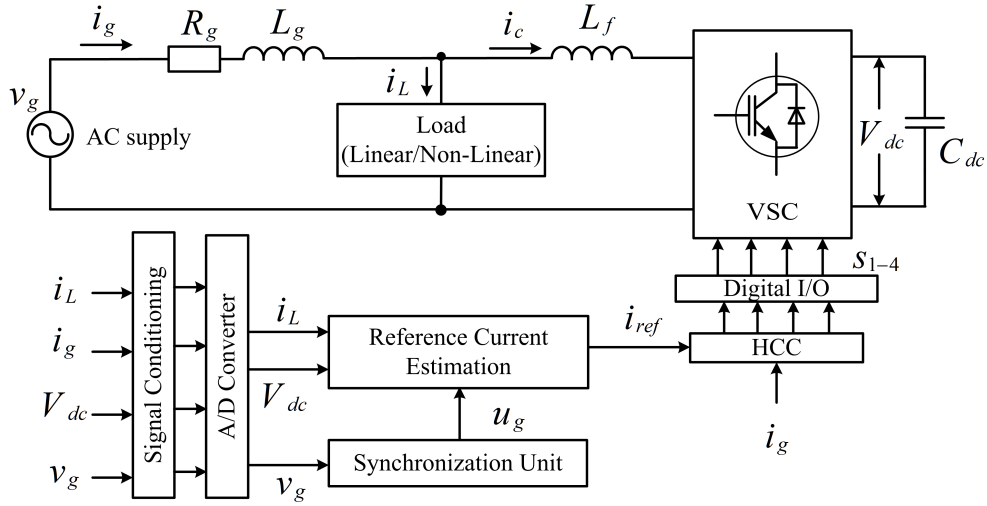 i_g
R_g
L_g
i_c
L_f
v_g
AC supply
i_L
Load
(Linear/Non-Linear)
V_dc
C_dc
VSC
s_1–4
Digital I/O
HCC
i_g
i_L
i_g
V_dc
v_g
Signal Conditioning
A/D Converter
i_L
V_dc
v_g
Reference Current
Estimation
i_ref
u_g
Synchronization Unit